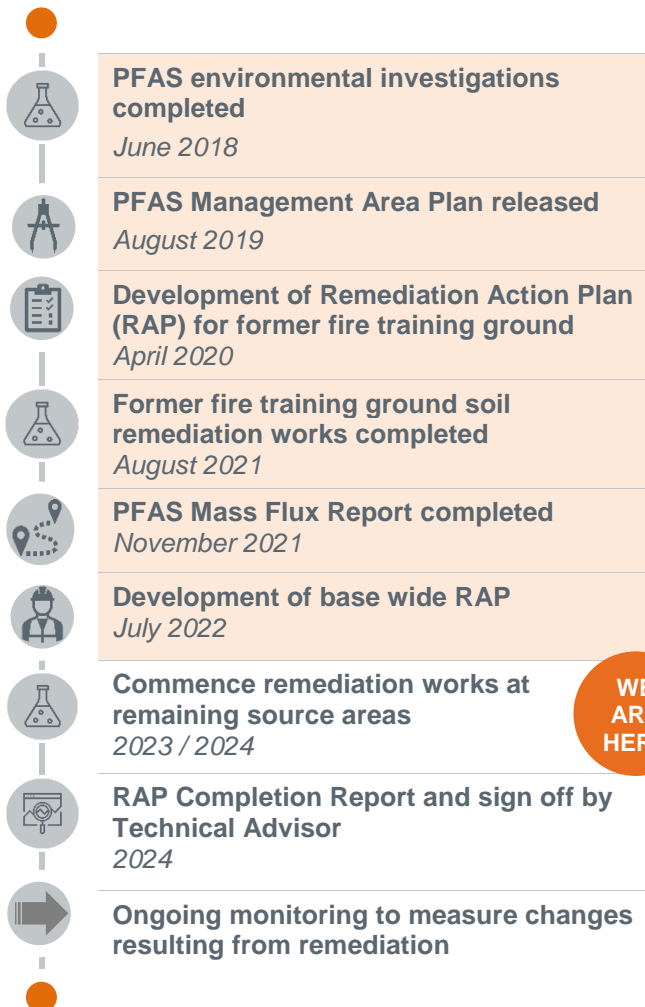 PFAS environmental investigations
completed
June 2018
PFAS Management Area Plan released
August 2019
Development of Remediation Action Plan
(RAP) for former fire training ground
April 2020
Former fire training ground soil
remediation works completed
August 2021
PFAS Mass Flux Report completed
November 2021
Development of base wide RAP
July 2022
Commence remediation works at
remaining source areas
2023 / 2024
WE
AR
HER
RAP Completion Report and sign off by
Technical Advisor
2024
Ongoing monitoring to measure changes
resulting from remediation